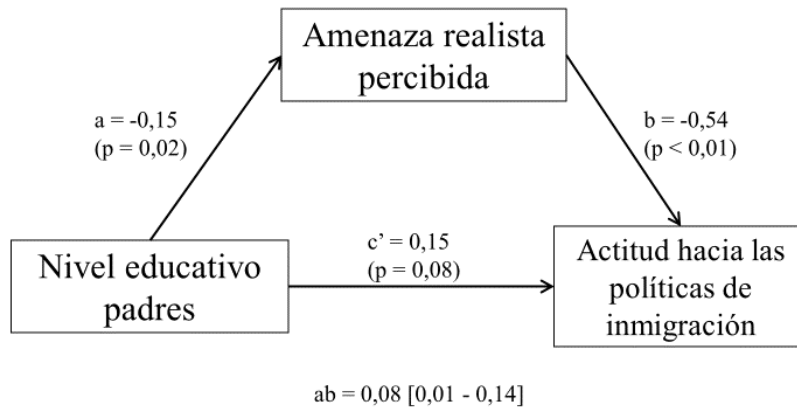 Amenaza realista
percibida
a = -0,15
(p = 0,02)
b = -0,54
(p < 0,01)
Nivel educativo
padres
c’ = 0,15
(p = 0,08)
Actitud hacia las
políticas de
inmigración
ab = 0,08 [0,01 - 0,14]